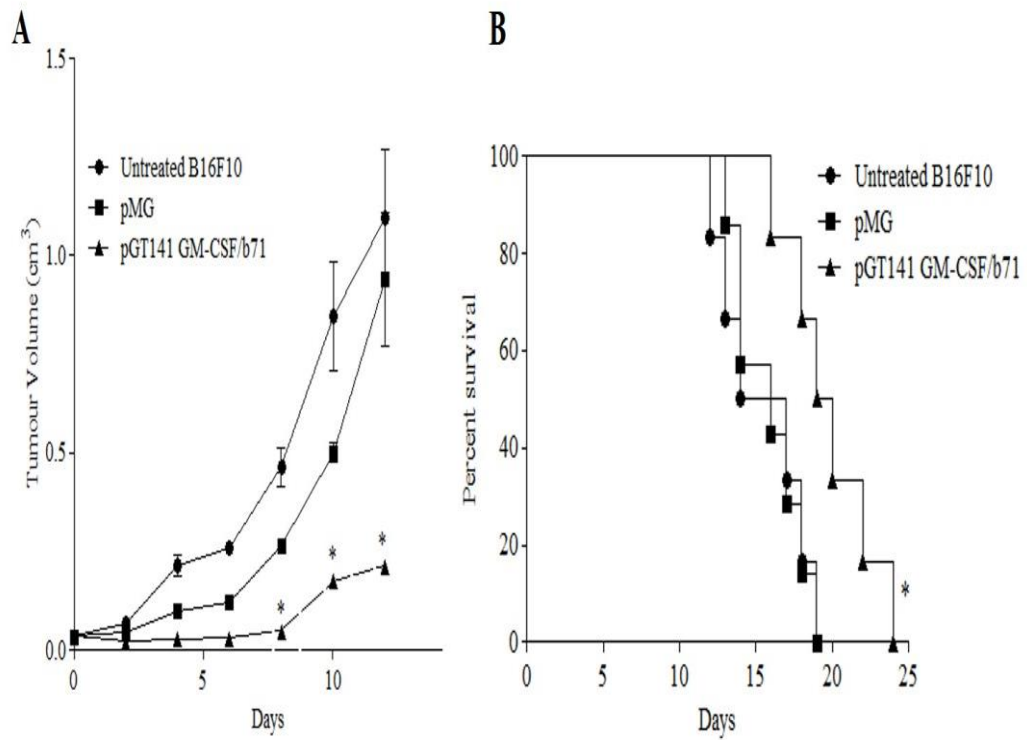 A
Tumour Volume (cm³)
1.5
1.0
0.5
0.0
Untreated B16F10
pMG
pGT141 GM-CSF/b71
*
*
*
0
5
10
Days
B
Percent survival
100
80
60
40
20
0
Untreated B16F10
pMG
pGT141 GM-CSF/b71
*
0
5
10
15
20
25
Days